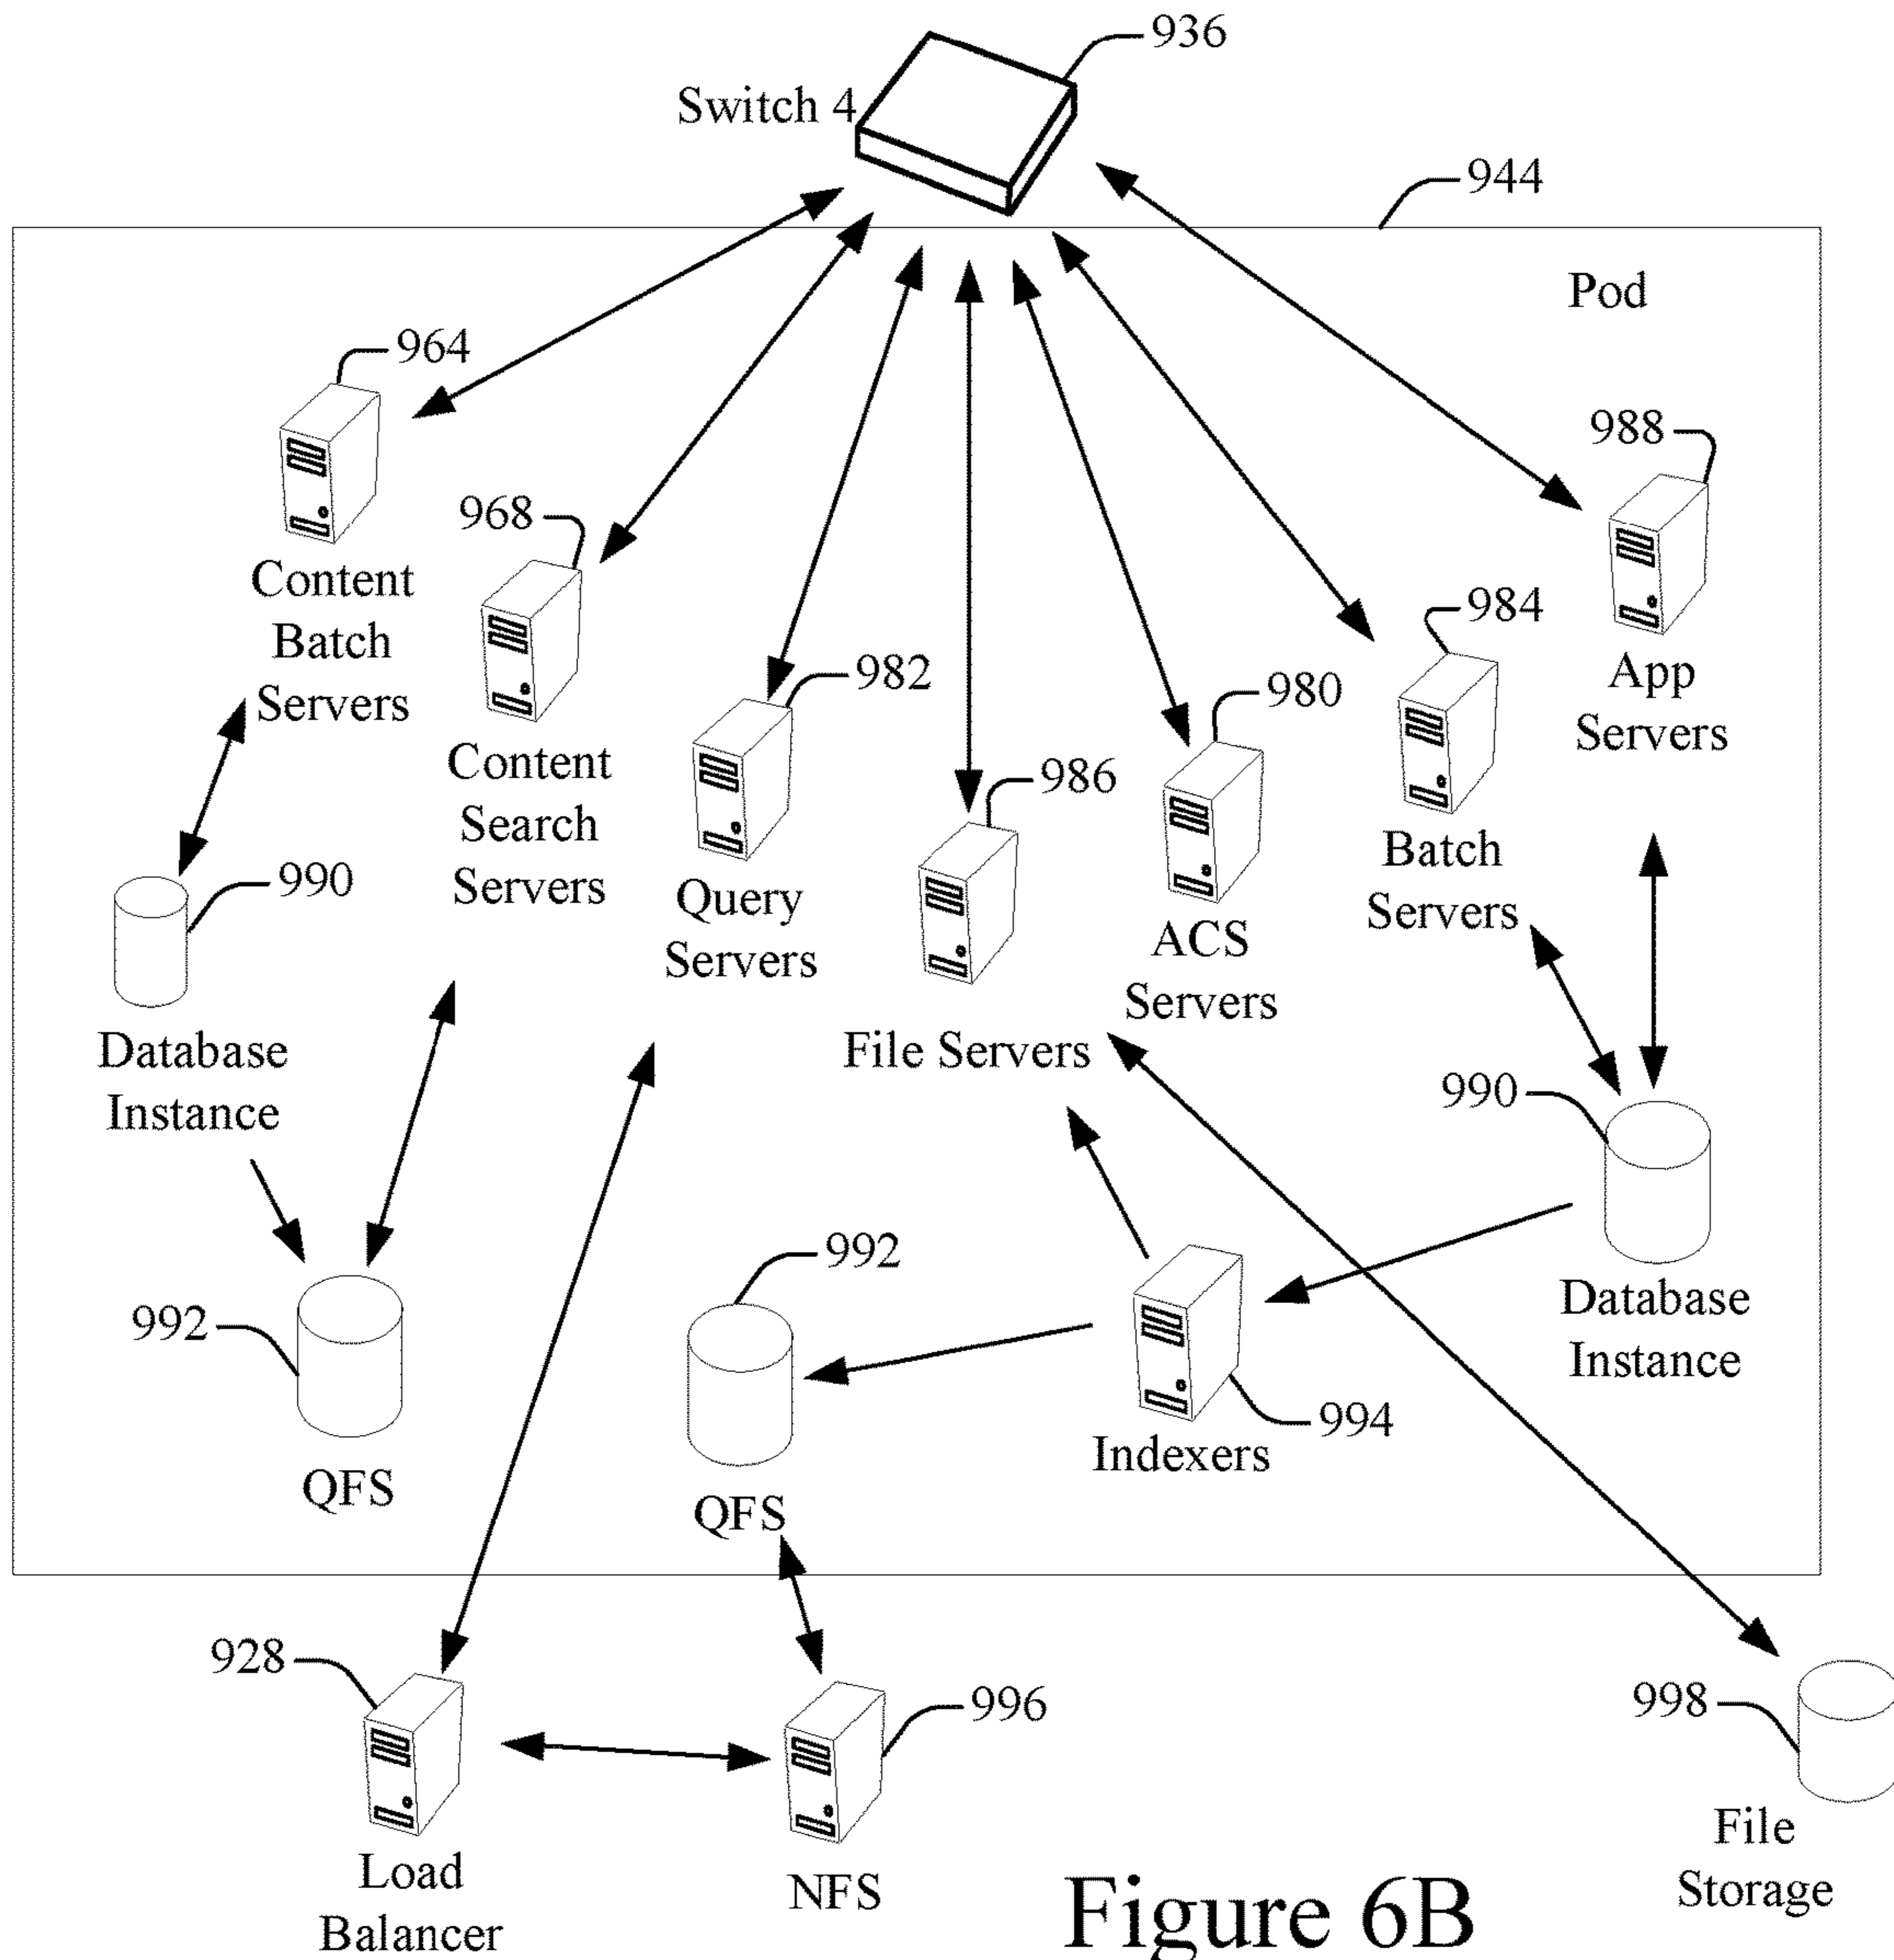 936
Switch 4
944
Pod
964
988
968
Content
Batch
Servers
984
982
980
App
Servers
Content
Search
Servers
986
Batch
Servers
990
Query
Servers
ACS
Servers
Database
Instance
File Servers
990
992
992
Database
Instance
994
Indexers
QFS
QFS
928
996
998
Load
Balancer
NFS
File
Storage
Figure 6B